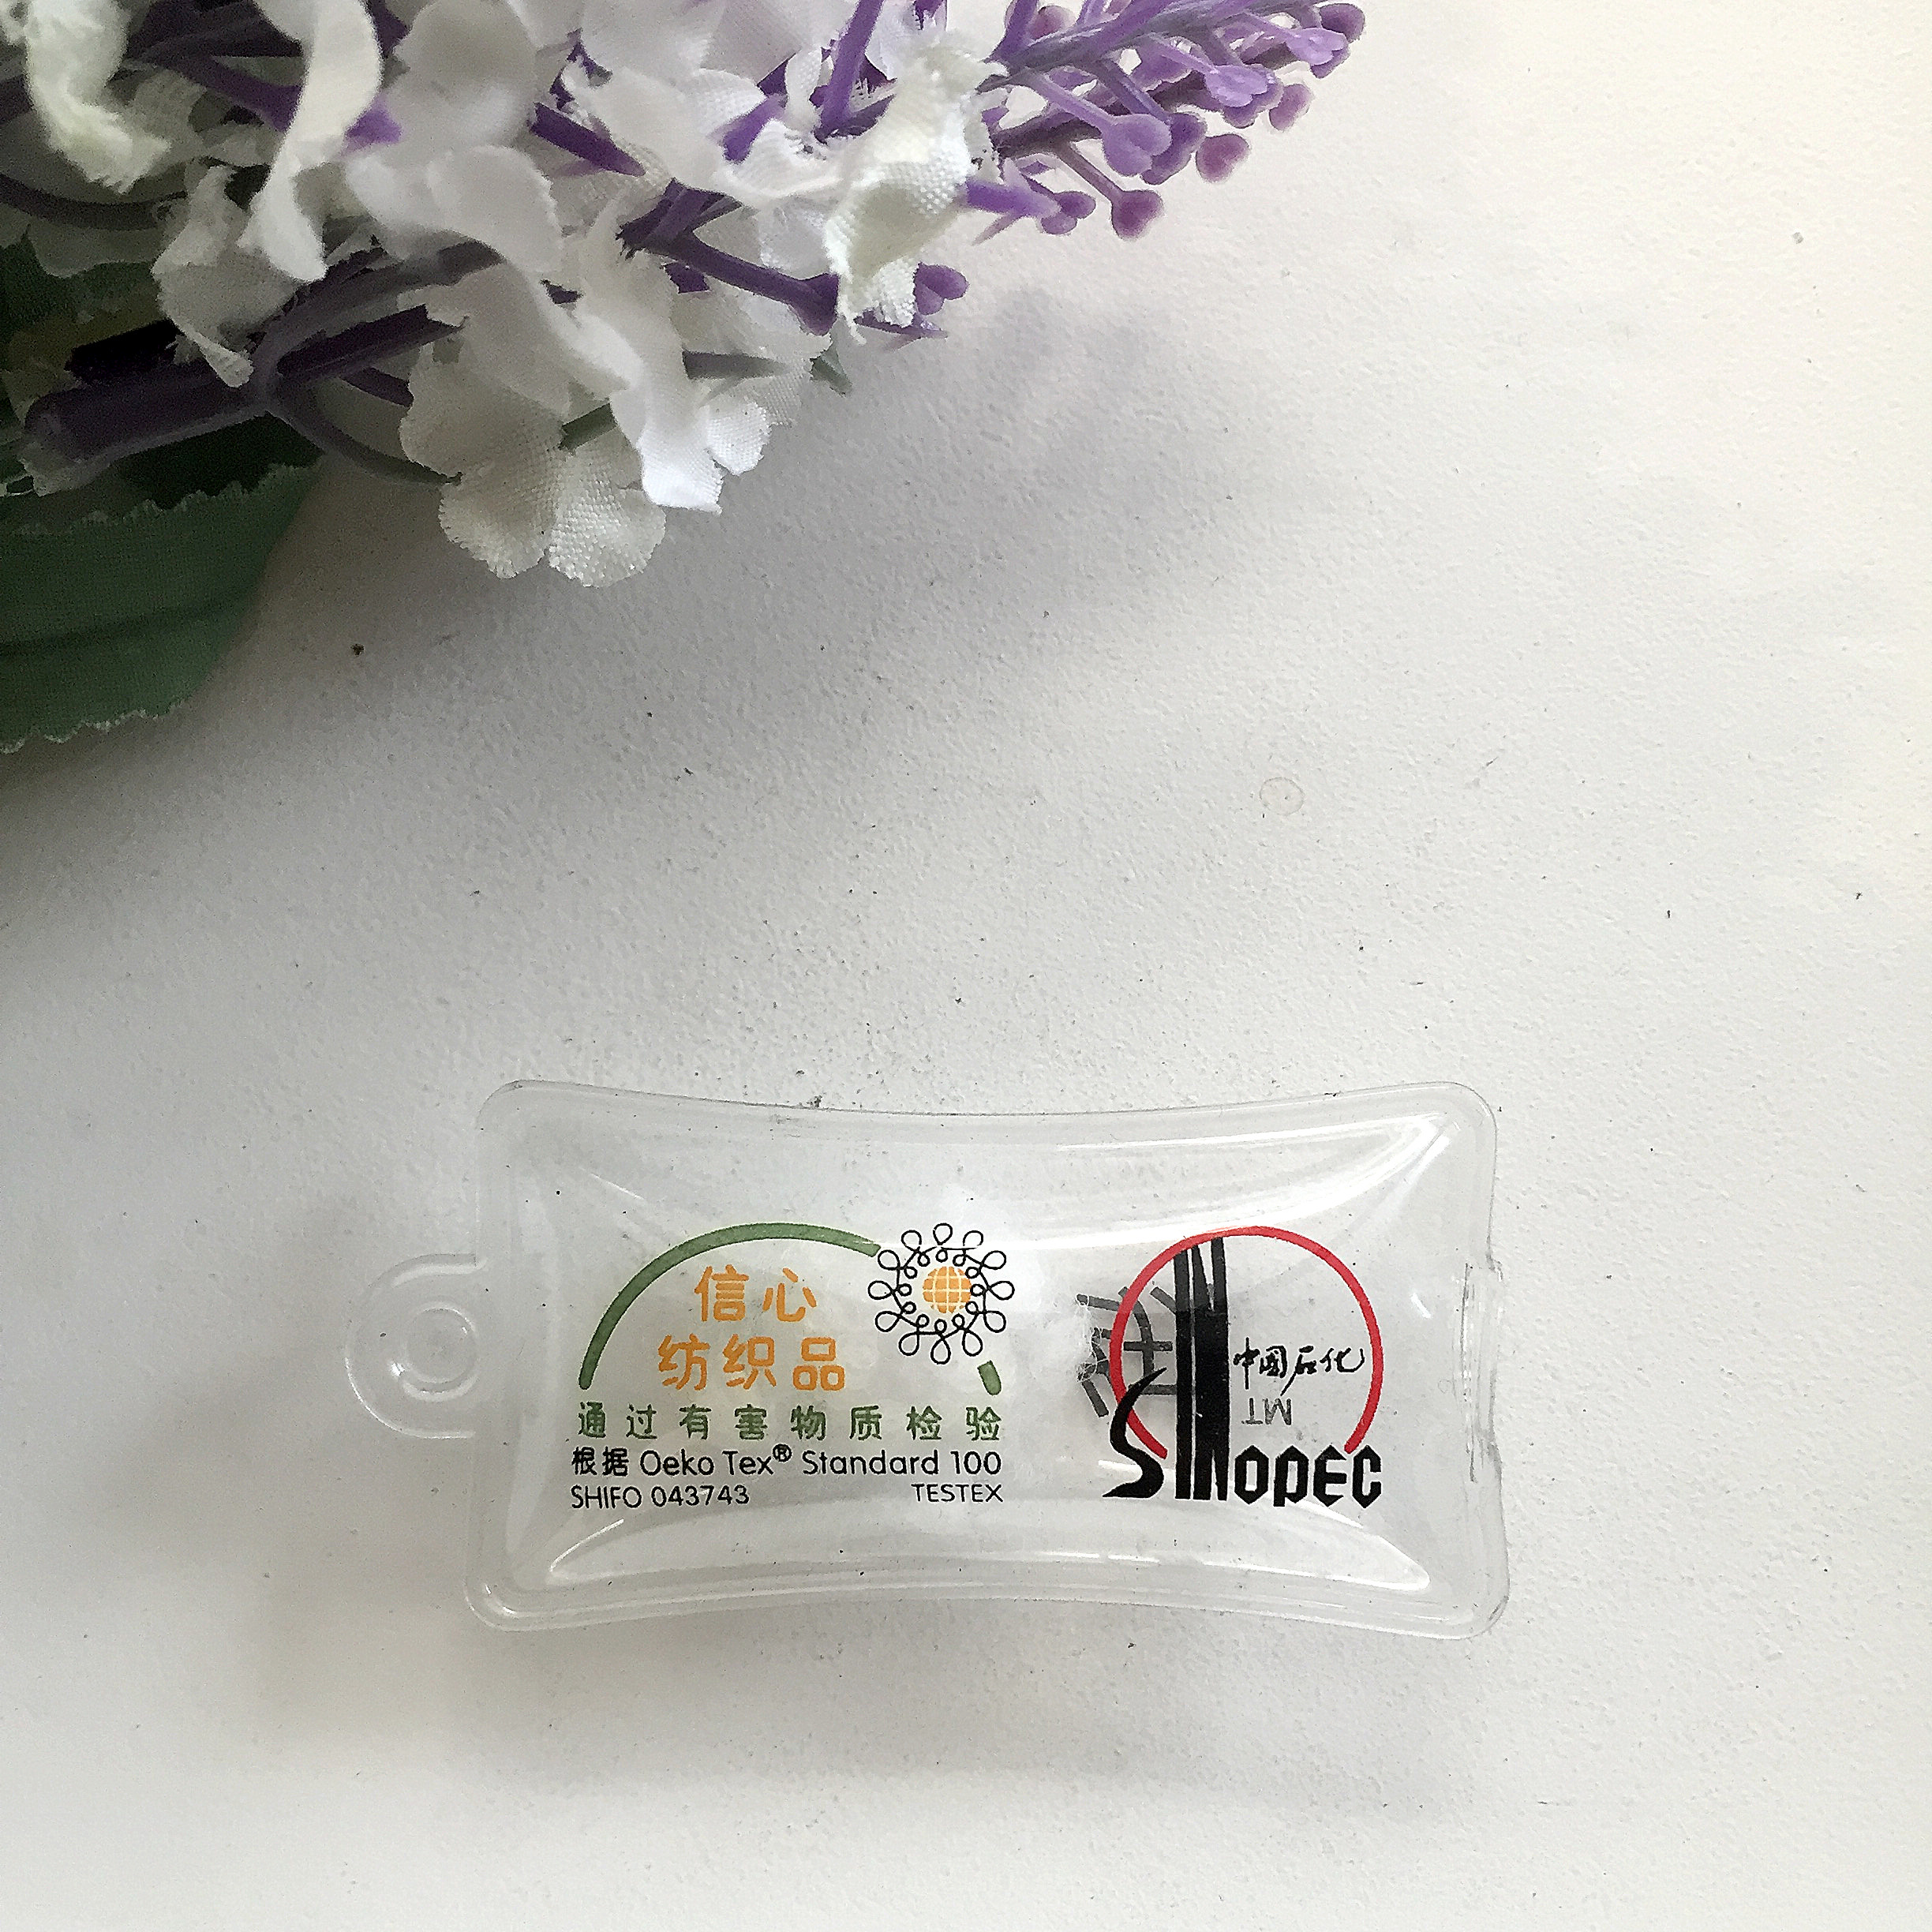 信心
纺织品
通过有害物质检验
根据 Oeko Tex® Standard 100
SHIFO 043743 TESTEX
中国石化
SINOPEC